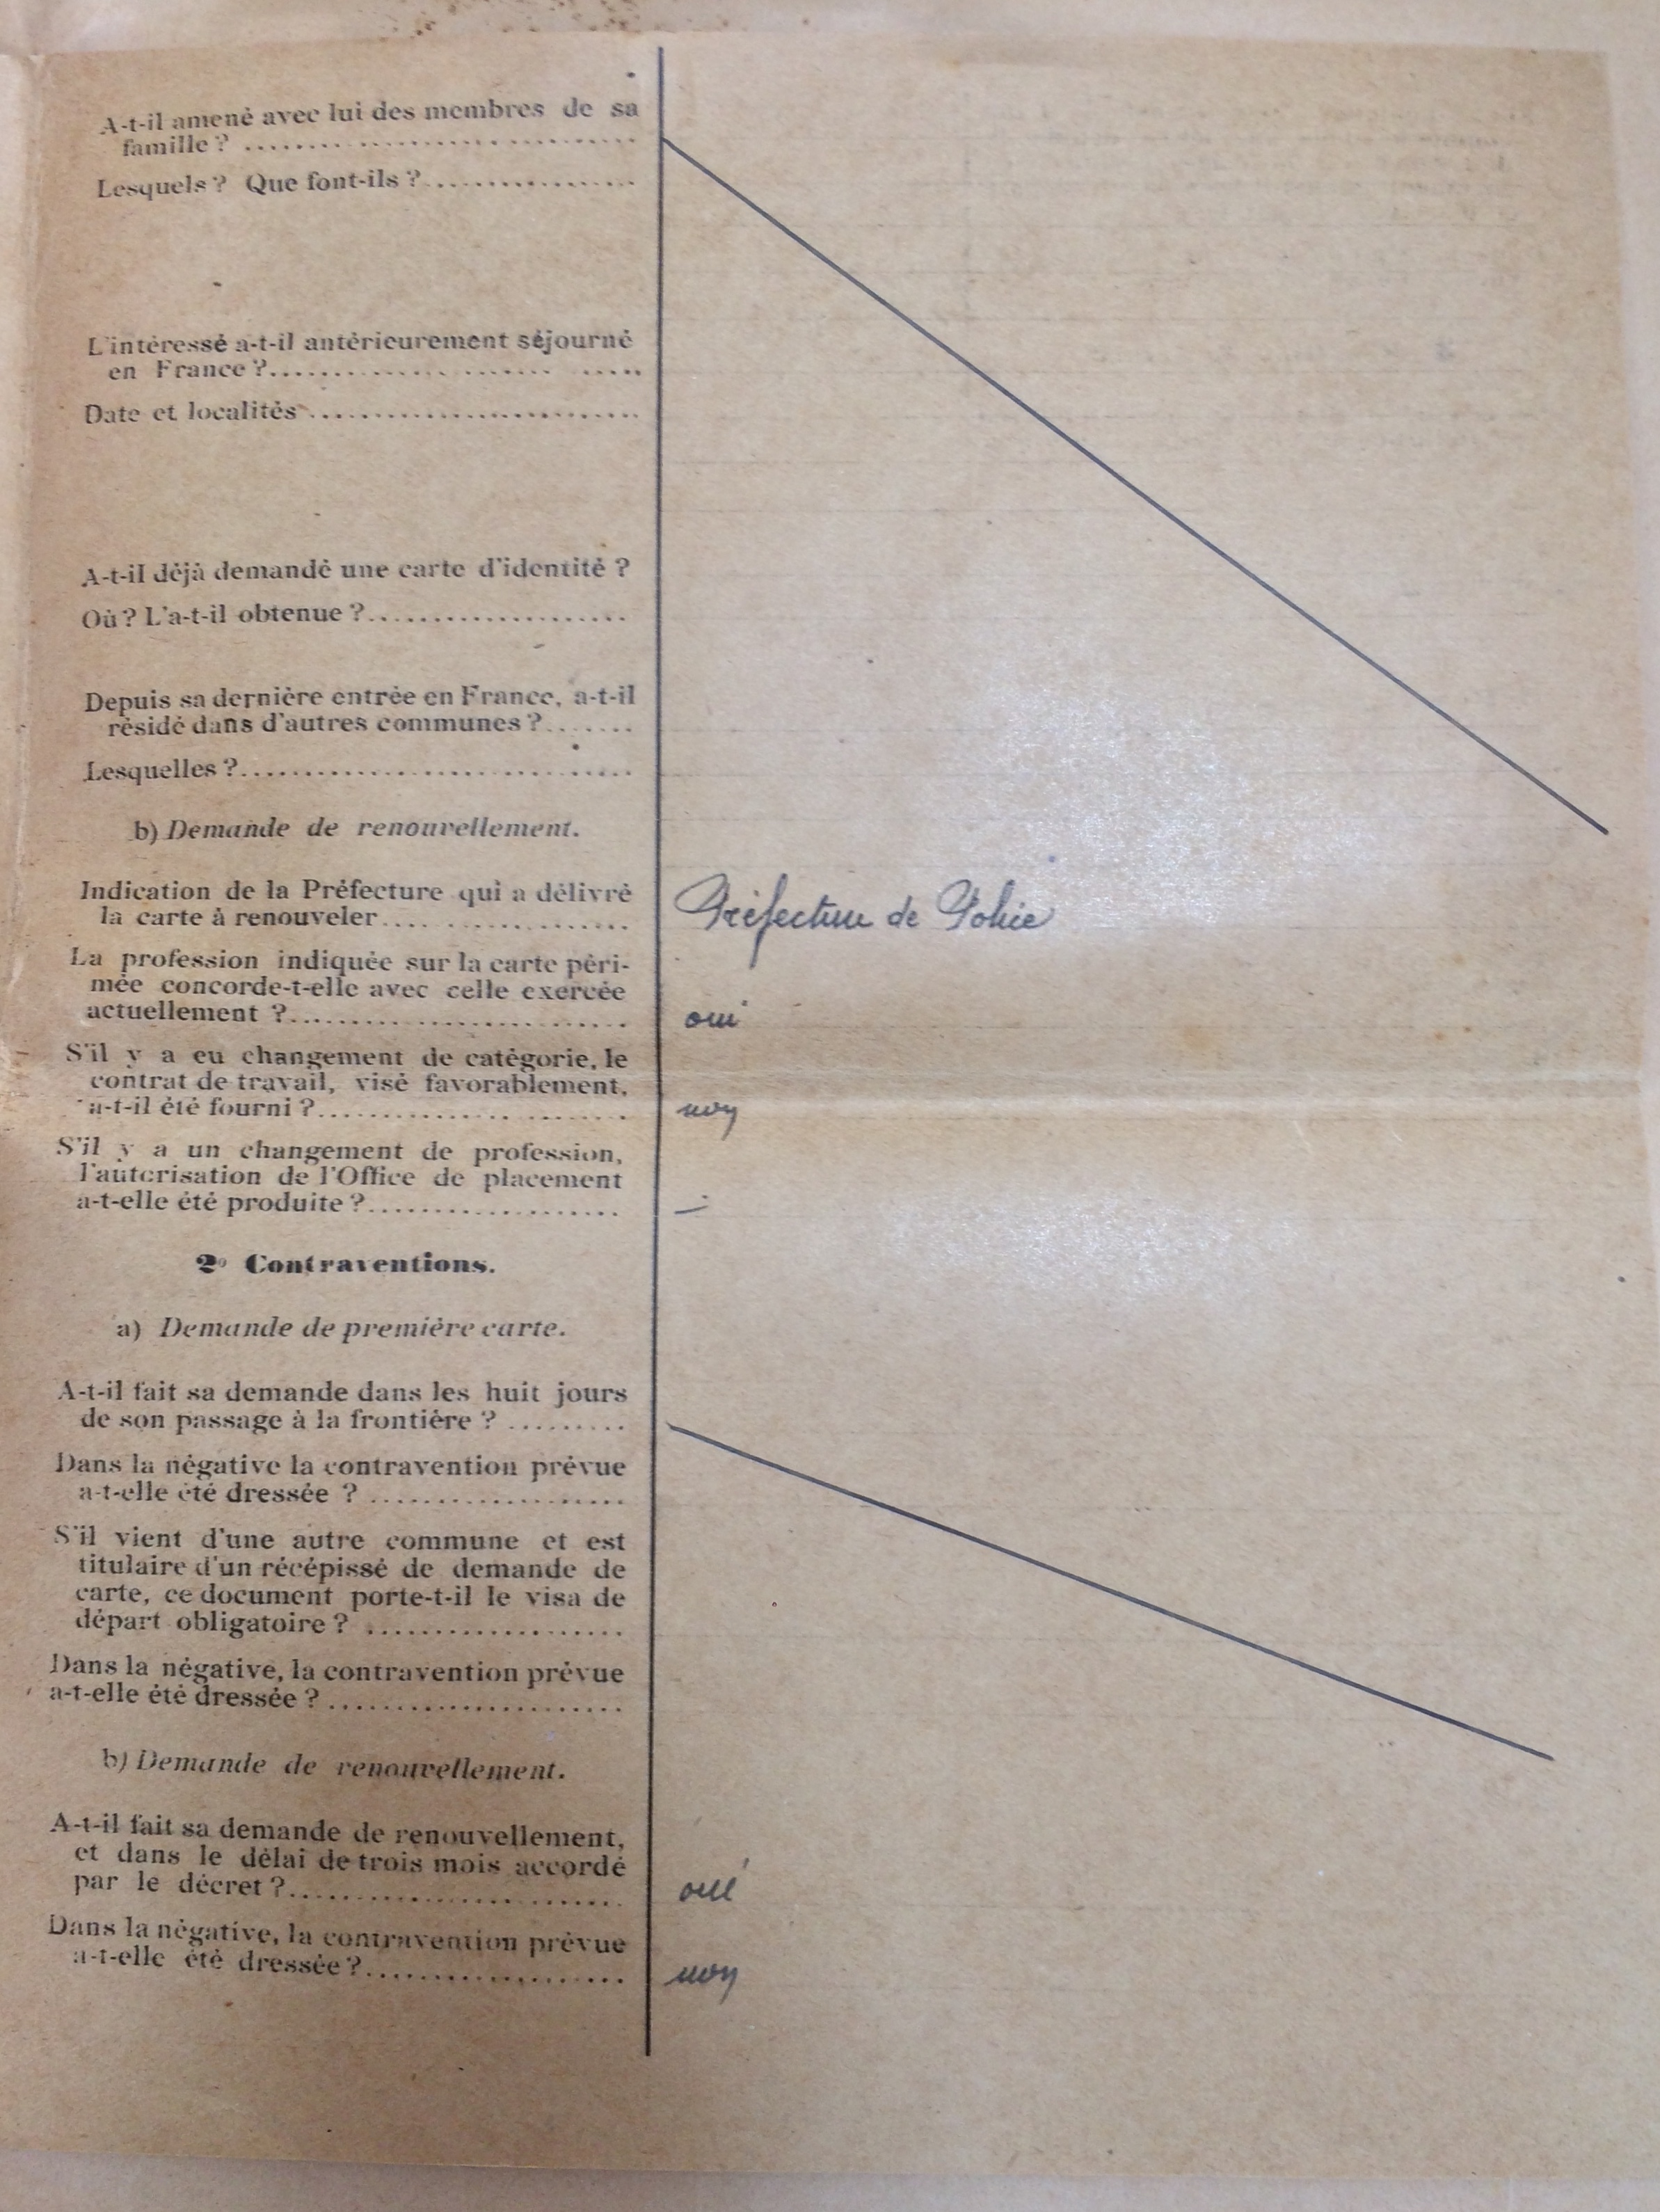 A-t-il amené avec lui des membres de sa
famille ? ..............................
Lesquels ? Que font-ils ?.................
L'intéressé a-t-il antérieurement séjourné
en France ?..............................
Date et localités..........................
A-t-il déjà demandé une carte d'identité ?
Où ? L'a-t-il obtenue ?....................
Depuis sa dernière entrée en France, a-t-il
résidé dans d'autres communes ?.......
Lesquelles ?..............................
b) Demande de renouvellement.
Indication de la Préfecture qui a délivré
la carte à renouveler................... Préfecture de Police
La profession indiquée sur la carte péri-
mée concorde-t-elle avec celle exercée
actuellement ?.......................... oui
S'il y a eu changement de catégorie, le
contrat de travail, visé favorablement,
a-t-il été fourni ?........................ non
S'il y a un changement de profession,
l'autorisation de l'Office de placement
a-t-elle été produite ?.................... —
2° Contraventions.
a) Demande de première carte.
A-t-il fait sa demande dans les huit jours
de son passage à la frontière ? .........
Dans la négative la contravention prévue
a-t-elle été dressée ? ....................
S'il vient d'une autre commune et est
titulaire d'un récépissé de demande de
carte, ce document porte-t-il le visa de
départ obligatoire ? ....................
Dans la négative, la contravention prévue
a-t-elle été dressée ? .......................
b) Demande de renouvellement.
A-t-il fait sa demande de renouvellement,
et dans le délai de trois mois accordé
par le décret ?.......................... oui
Dans la négative, la contravention prévue
a-t-elle été dressée ?.................... non